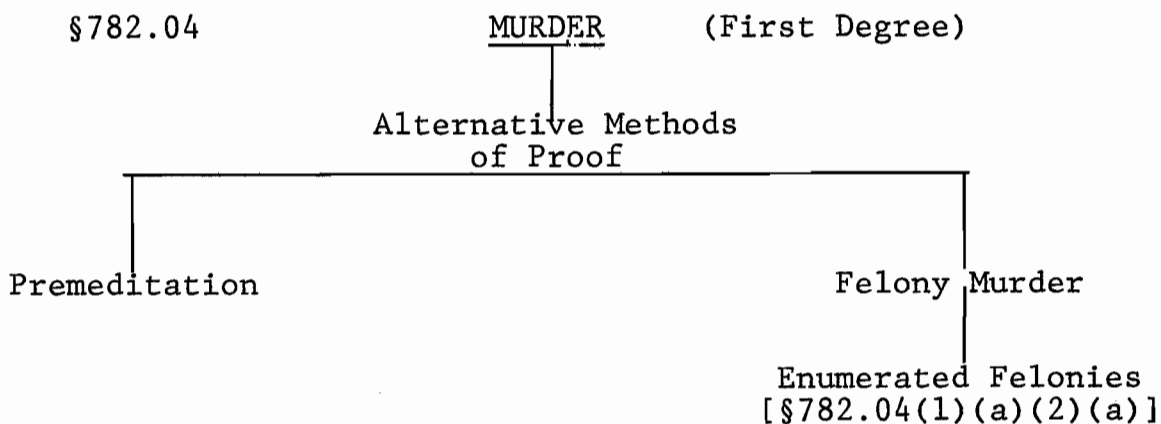 §782.04 MURDER (First Degree)
Alternative Methods
of Proof
Premeditation Felony Murder
Enumerated Felonies
[§782.04(1)(a)(2)(a)]